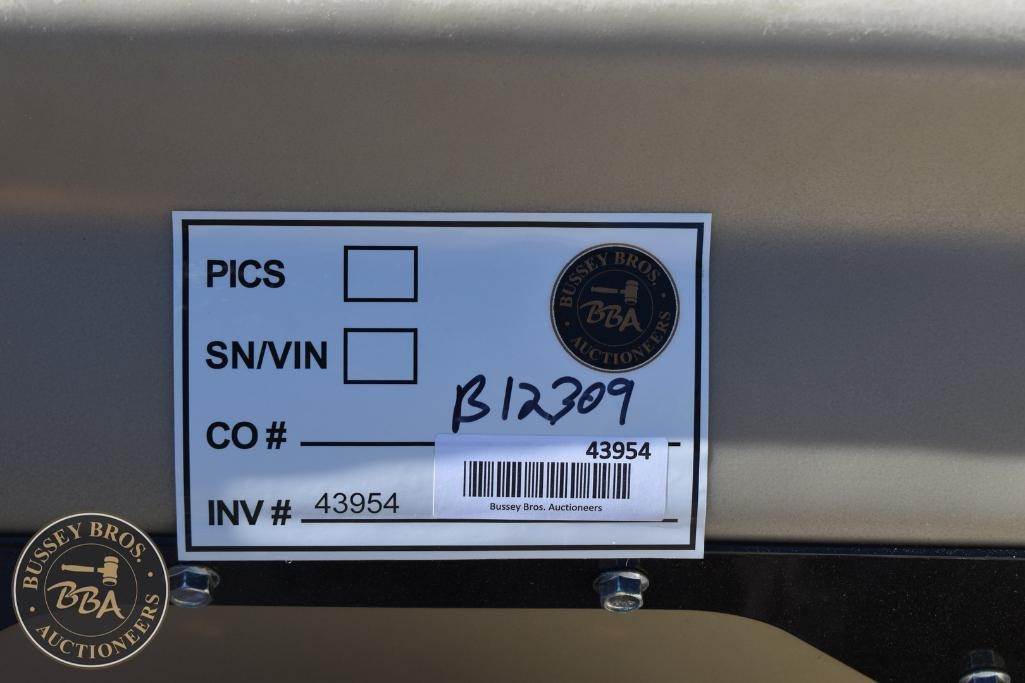 PICS
BUSSEY BROS.
BBA
AUCTIONEERS
SN/VIN
B12309
CO #
43954
INV # 43954
Bussey Bros. Auctioneers
BUSSEY BROS.
BBA
AUCTIONEERS